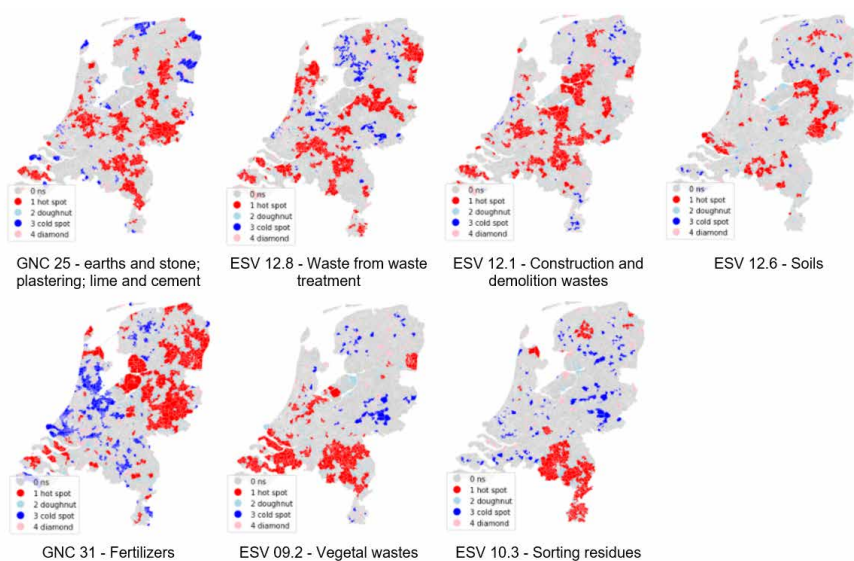 0 ns
1 hot spot
2 doughnut
3 cold spot
4 diamond
GNC 25 - earths and stone;
plastering; lime and cement
0 ns
1 hot spot
2 doughnut
3 cold spot
4 diamond
ESV 12.8 - Waste from waste
treatment
0 ns
1 hot spot
2 doughnut
3 cold spot
4 diamond
ESV 12.1 - Construction and
demolition wastes
0 ns
1 hot spot
2 doughnut
3 cold spot
4 diamond
ESV 12.6 - Soils
0 ns
1 hot spot
2 doughnut
3 cold spot
4 diamond
GNC 31 - Fertilizers
0 ns
1 hot spot
2 doughnut
3 cold spot
4 diamond
ESV 09.2 - Vegetal wastes
0 ns
1 hot spot
2 doughnut
3 cold spot
4 diamond
ESV 10.3 - Sorting residues